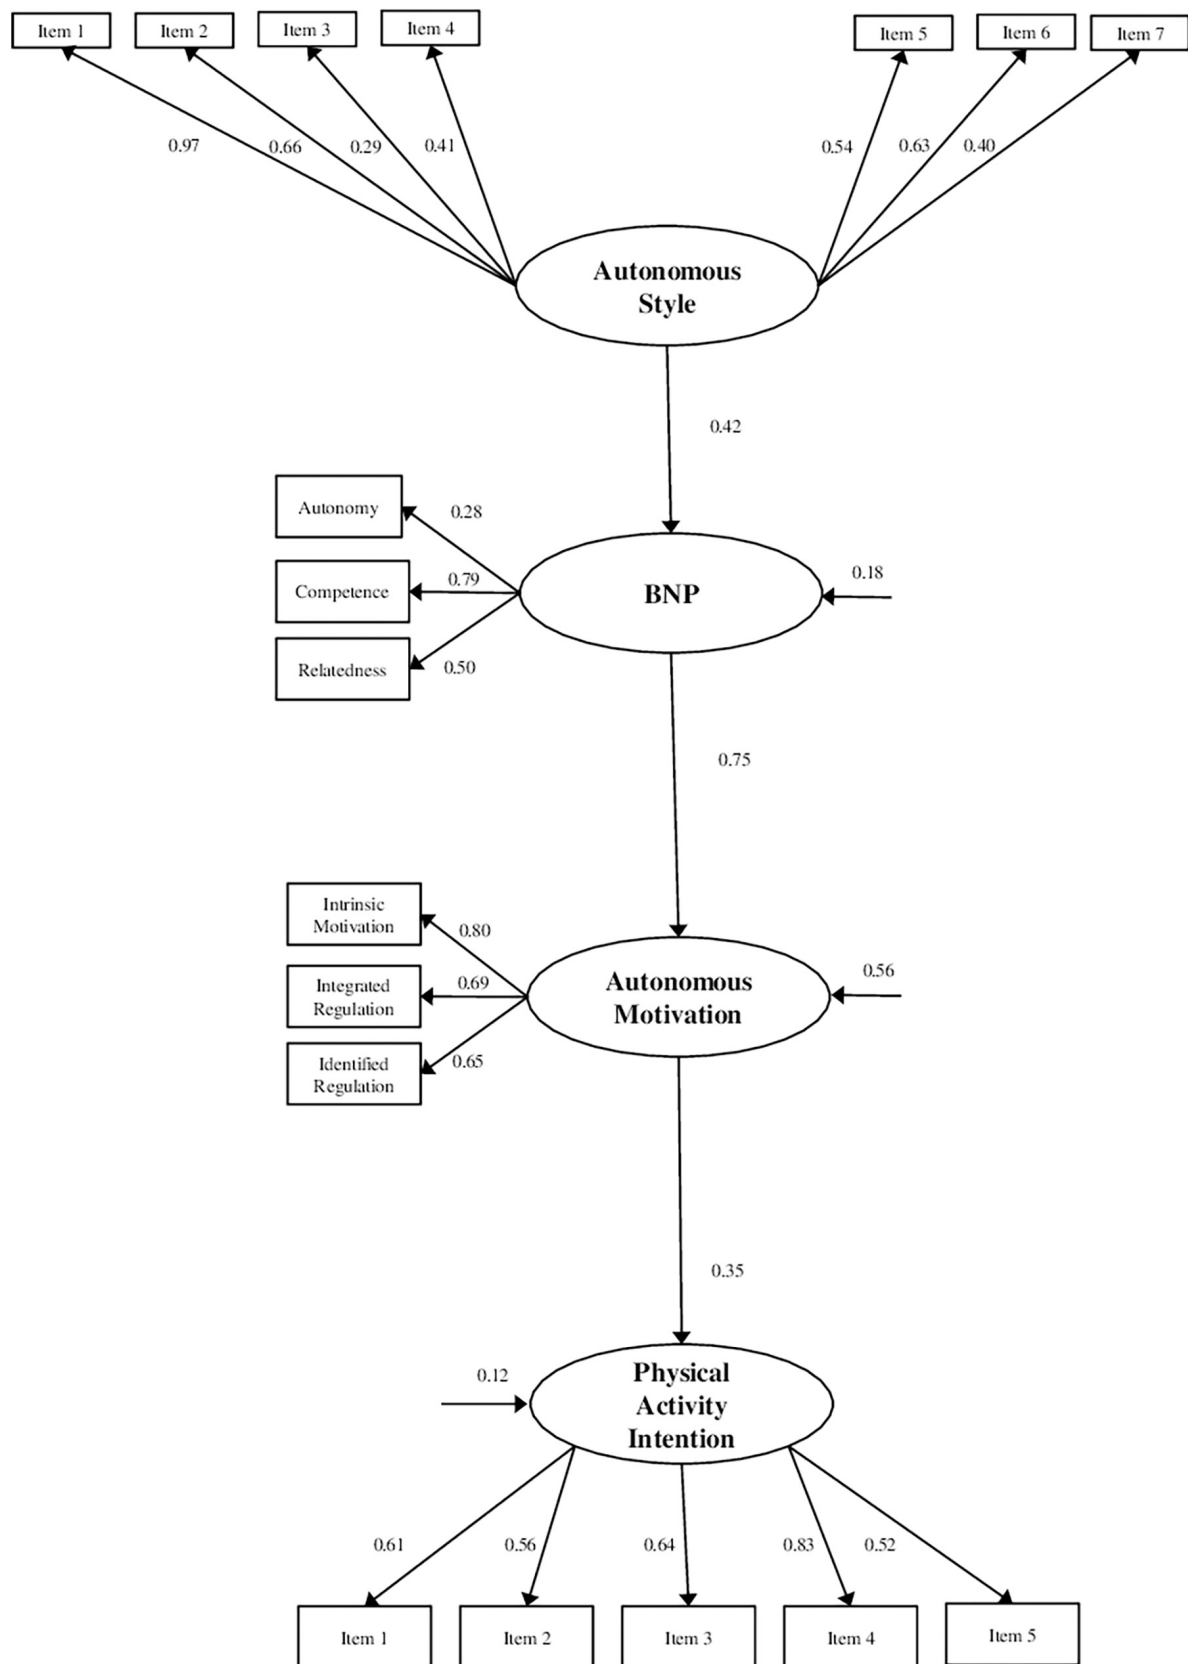 Item 1
Item 2
Item 3
Item 4
Item 5
Item 6
Item 7
0.97
0.66
0.29
0.41
0.54
0.63
0.40
Autonomous
Style
0.42
Autonomy
0.28
Competence
0.79
Relatedness
0.50
BNP
0.18
0.75
Intrinsic
Motivation
0.80
Integrated
Regulation
0.69
Identified
Regulation
0.65
Autonomous
Motivation
0.56
0.35
0.12
Physical
Activity
Intention
0.61
0.56
0.64
0.83
0.52
Item 1
Item 2
Item 3
Item 4
Item 5